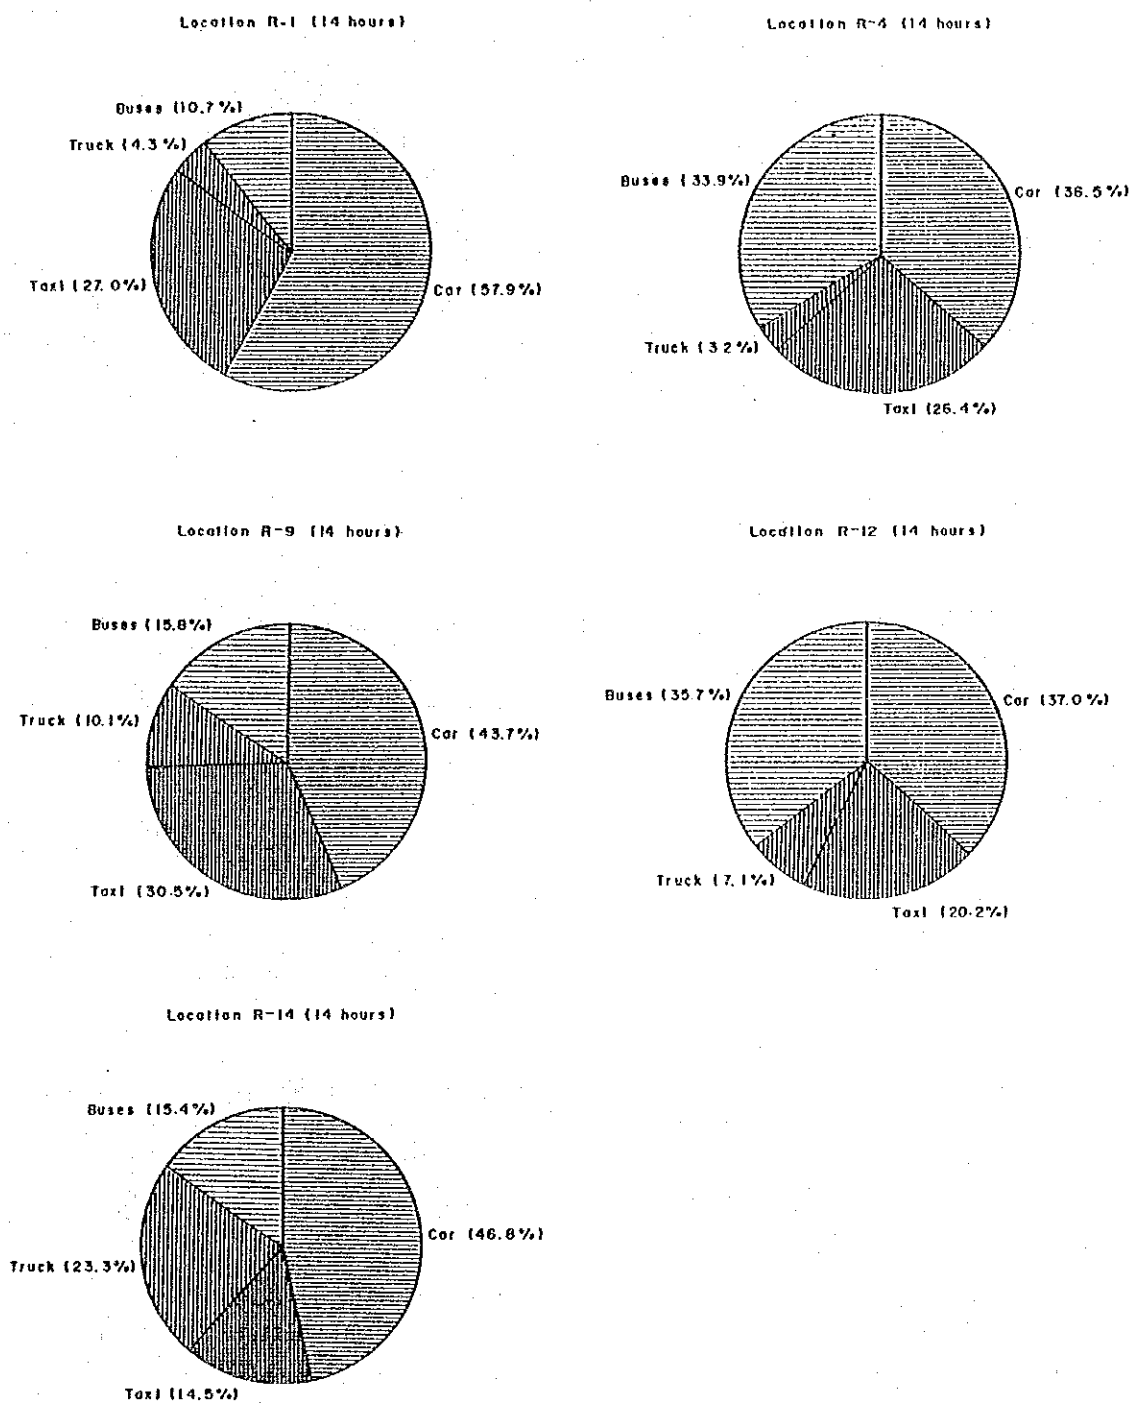 Location R-1 (14 hours)
Buses (10.7%)
Truck (4.3%)
Taxi (27.0%)
Car (57.9%)
Location R-4 (14 hours)
Buses (33.9%)
Car (36.5%)
Truck (3.2%)
Taxi (26.4%)
Location R-9 (14 hours)
Buses (15.8%)
Truck (10.1%)
Car (43.7%)
Taxi (30.5%)
Location R-12 (14 hours)
Buses (35.7%)
Car (37.0%)
Truck (7.1%)
Taxi (20.2%)
Location R-14 (14 hours)
Buses (15.4%)
Car (46.8%)
Truck (23.3%)
Taxi (14.5%)